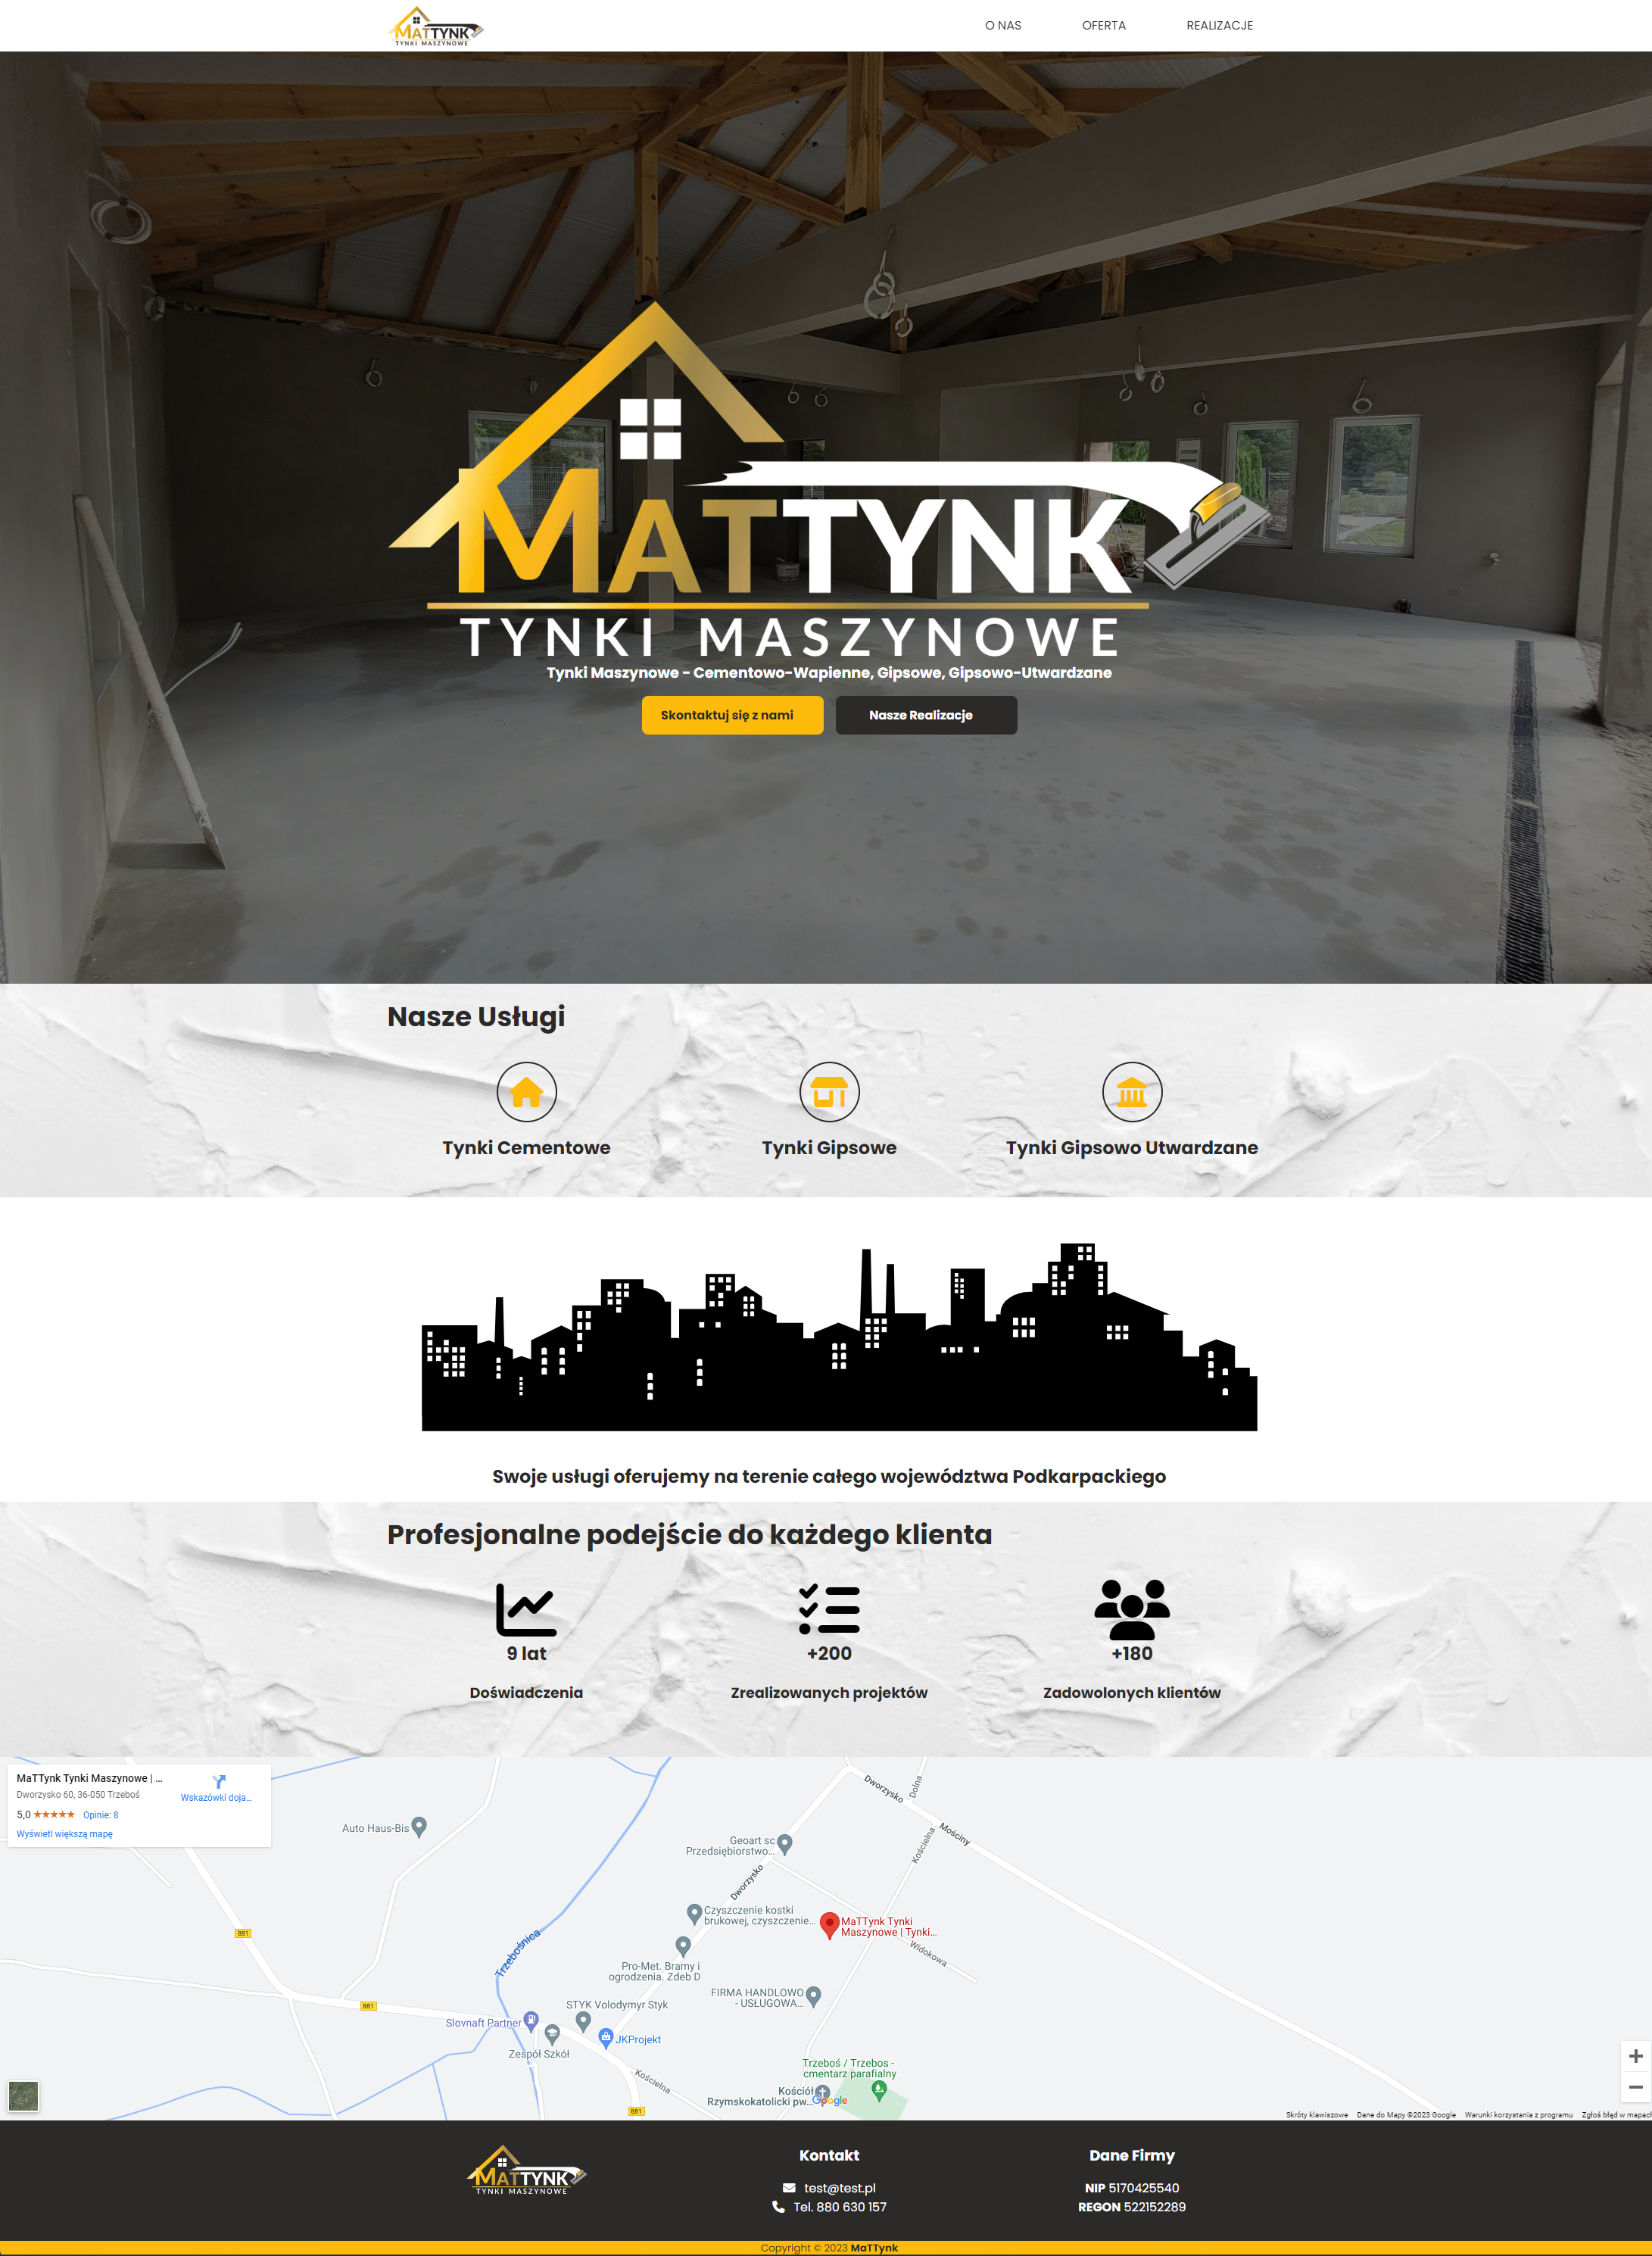 MATTYNK
TYNKI MASZYNOWE
O NAS
OFERTA
REALIZACJE
MATTYNK
TYNKI MASZYNOWE
Tynki Maszynowe - Cementowo-Wapienne, Gipsowe, Gipsowo-Utwardzane
Skontaktuj się z nami
Nasze Realizacje
Nasze Usługi
Tynki Cementowe
Tynki Gipsowe
Tynki Gipsowo Utwardzane
Swoje usługi oferujemy na terenie całego województwa Podkarpackiego
Profesjonalne podejście do każdego klienta
9 lat
Doświadczenia
+200
Zrealizowanych projektów
+180
Zadowolonych klientów
MaTTynk Tynki Maszynowe | ...
Dworzysko 60, 36-050 Trzeboś
5,0
Opinie: 8
Wyświetl większą mapę
Wskazówki doja...
Auto Haus-Bis
Geoart sc
Przedsiębiorstwo...
Dworzysko
Dolna
Mościny
Kościelna
Dworzysko
Czyszczenie kostki
brukowej, czyszczenie...
MaTTynk Tynki
Maszynowe | Tynki...
881
Trzebośnica
Widokowa
Pro-Met. Bramy i
ogrodzenia. Zdeb D
FIRMA HANDLOWO
- USŁUGOWA...
881
STYK Volodymyr Styk
Slovnaft Partner
JKProjekt
Zespół Szkół
Kościelna
Trzeboś / Trzebos -
cmentarz parafialny
Kościół
Rzymskokatolicki pw...
Google
881
Skróty klawiszowe
Dane do Mapy ©2023 Google
Warunki korzystania z programu
Zgłoś błąd w mapach
MATTYNK
TYNKI MASZYNOWE
Kontakt
test@test.pl
Tel. 880 630 157
Dane Firmy
NIP 5170425540
REGON 522152289
Copyright © 2023 MaTTynk